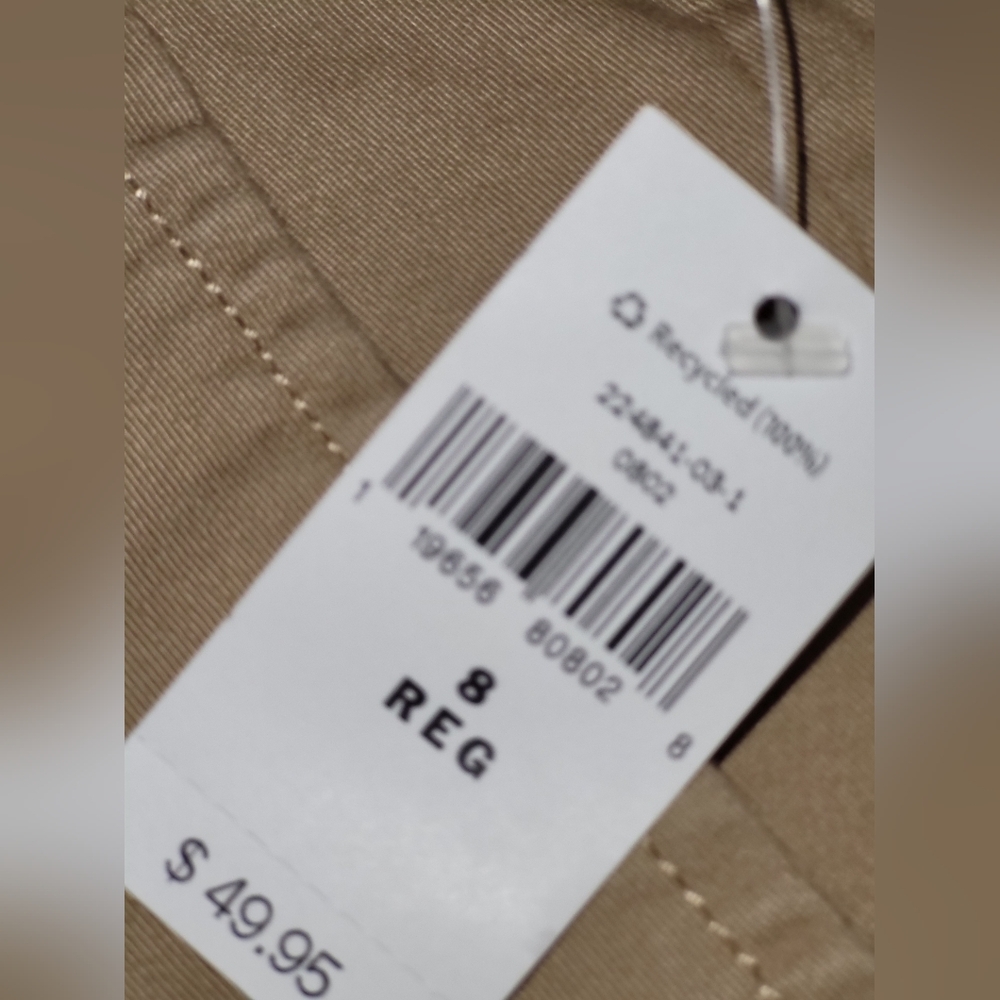 Recycled (100%)
224841-03-1
0802
1 19656 80802 8
8
REG
$ 49.95